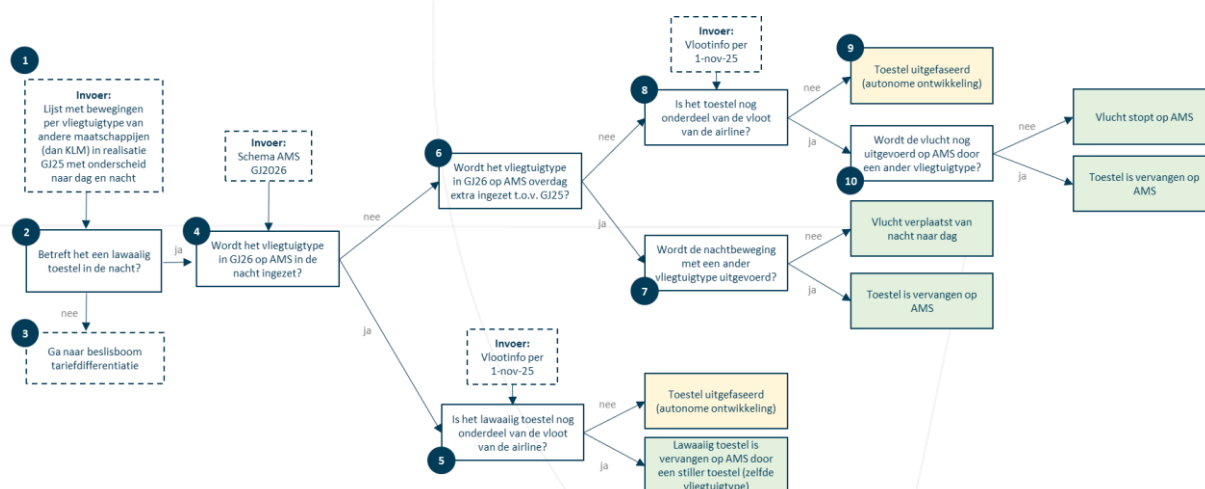 1
Invoer:
Lijst met bewegingen
per vliegtuigtype van
andere maatschappijen
(dan KLM) in realisatie
GJ25 met onderscheid
naar dag en nacht
2
Betreft het een lawaaiig
toestel in de nacht?
ja
nee
3
Ga naar beslisboom
tariefdifferentiatie
Invoer:
Schema AMS
GJ2026
4
Wordt het vliegtuigtype
in GJ26 op AMS in de
nacht ingezet?
nee
ja
Invoer:
Vlootinfo per
1-nov-25
5
Is het lawaaiig toestel nog
onderdeel van de vloot
van de airline?
nee
ja
Toestel uitgefaseerd
(autonome ontwikkeling)
Lawaaiig toestel is
vervangen op AMS door
een stiller toestel (zelfde
vliegtuigtype)
6
Wordt het vliegtuigtype
in GJ26 op AMS overdag
extra ingezet t.o.v. GJ25?
nee
ja
7
Wordt de nachtbeweging
met een ander
vliegtuigtype uitgevoerd?
nee
ja
Vlucht verplaatst van
nacht naar dag
Toestel is vervangen op
AMS
Invoer:
Vlootinfo per
1-nov-25
8
Is het toestel nog
onderdeel van de vloot
van de airline?
nee
ja
9
Toestel uitgefaseerd
(autonome ontwikkeling)
10
Wordt de vlucht nog
uitgevoerd op AMS door
een ander vliegtuigtype?
nee
ja
Vlucht stopt op AMS
Toestel is vervangen op
AMS